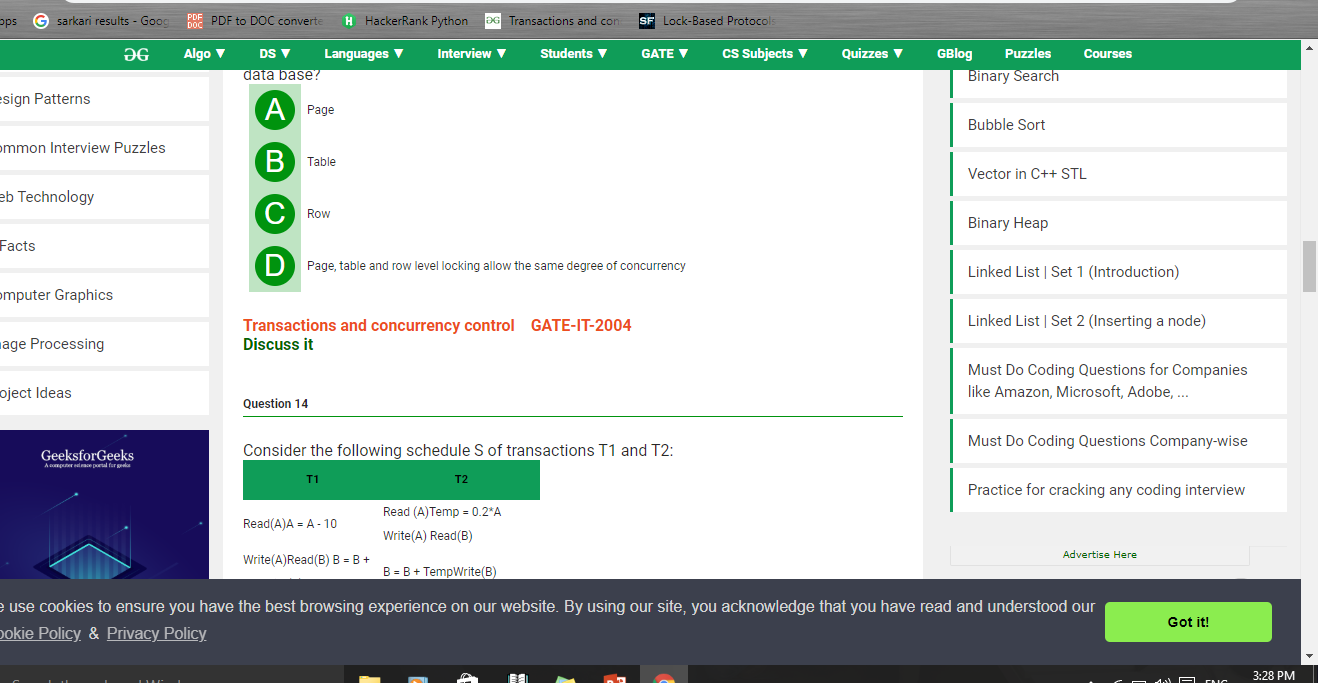 sarkari results - Goog
PDF to DOC converte
HackerRank Python
Transactions and con
Lock-Based Protocols
Algo ▼ DS ▼ Languages ▼ Interview ▼ Students ▼ GATE ▼ CS Subjects ▼ Quizzes ▼ GBlog Puzzles Courses
esign Patterns
ommon Interview Puzzles
eb Technology
Facts
omputer Graphics
age Processing
oject Ideas
GeeksforGeeks
A computer science portal for geeks
data base?
A Page
B Table
C Row
D Page, table and row level locking allow the same degree of concurrency
Transactions and concurrency control GATE-IT-2004
Discuss it
Question 14
Consider the following schedule S of transactions T1 and T2:
T1 T2
Read(A)A = A - 10
Read (A)Temp = 0.2*A
Write(A) Read(B)
Write(A)Read(B) B = B +
B = B + TempWrite(B)
Binary Search
Bubble Sort
Vector in C++ STL
Binary Heap
Linked List | Set 1 (Introduction)
Linked List | Set 2 (Inserting a node)
Must Do Coding Questions for Companies
like Amazon, Microsoft, Adobe, ...
Must Do Coding Questions Company-wise
Practice for cracking any coding interview
Advertise Here
e use cookies to ensure you have the best browsing experience on our website. By using our site, you acknowledge that you have read and understood our
ookie Policy & Privacy Policy
Got it!
3:28 PM